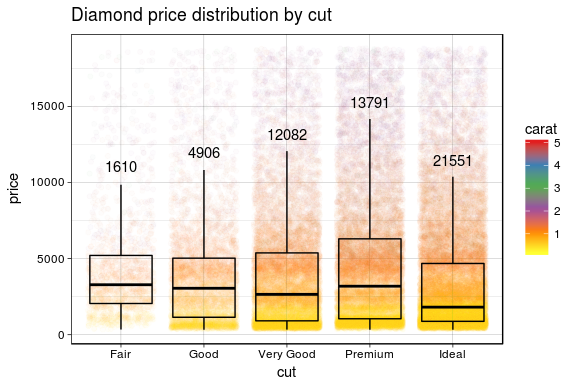 Diamond price distribution by cut
price
15000
10000
5000
0
1610
4906
12082
13791
21551
Fair
Good
Very Good
Premium
Ideal
cut
carat
5
4
3
2
1